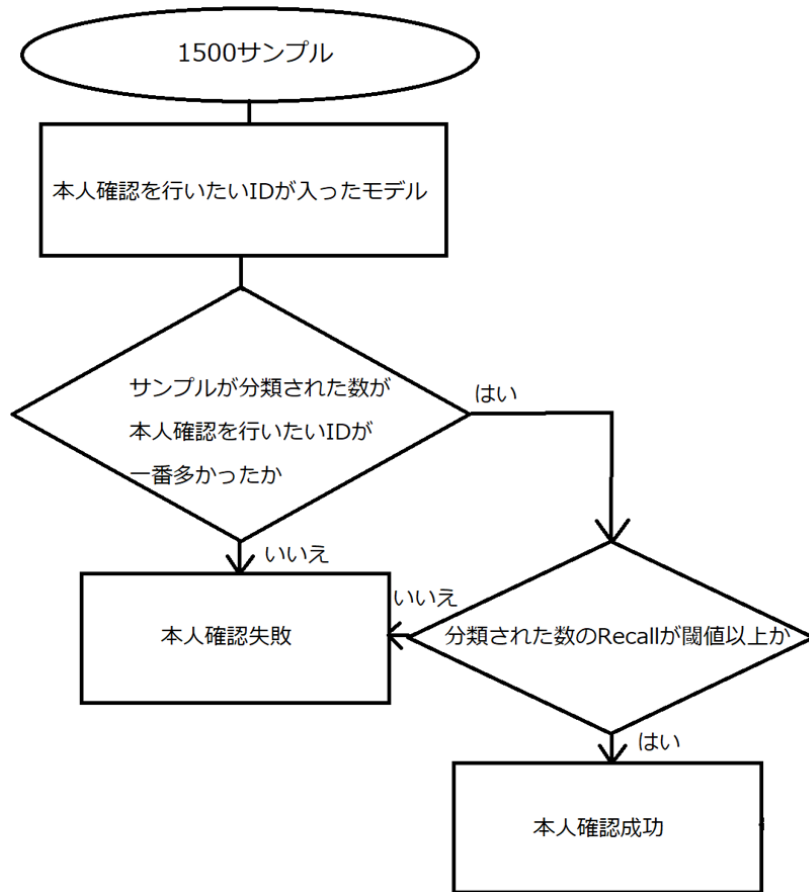 1500サンプル
本人確認を行いたいIDが入ったモデル
サンプルが分類された数が
本人確認を行いたいIDが
一番多かったか
はい
いいえ
いいえ
本人確認失敗
分類された数のRecallが閾値以上か
はい
本人確認成功